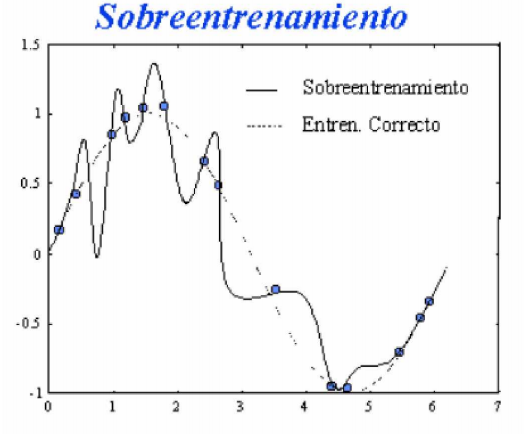 Sobreentrenamiento
1.5
Sobreentrenamiento
1
Entren. Correcto
0.5
0
-0.5
-1
0 1 2 3 4 5 6 7